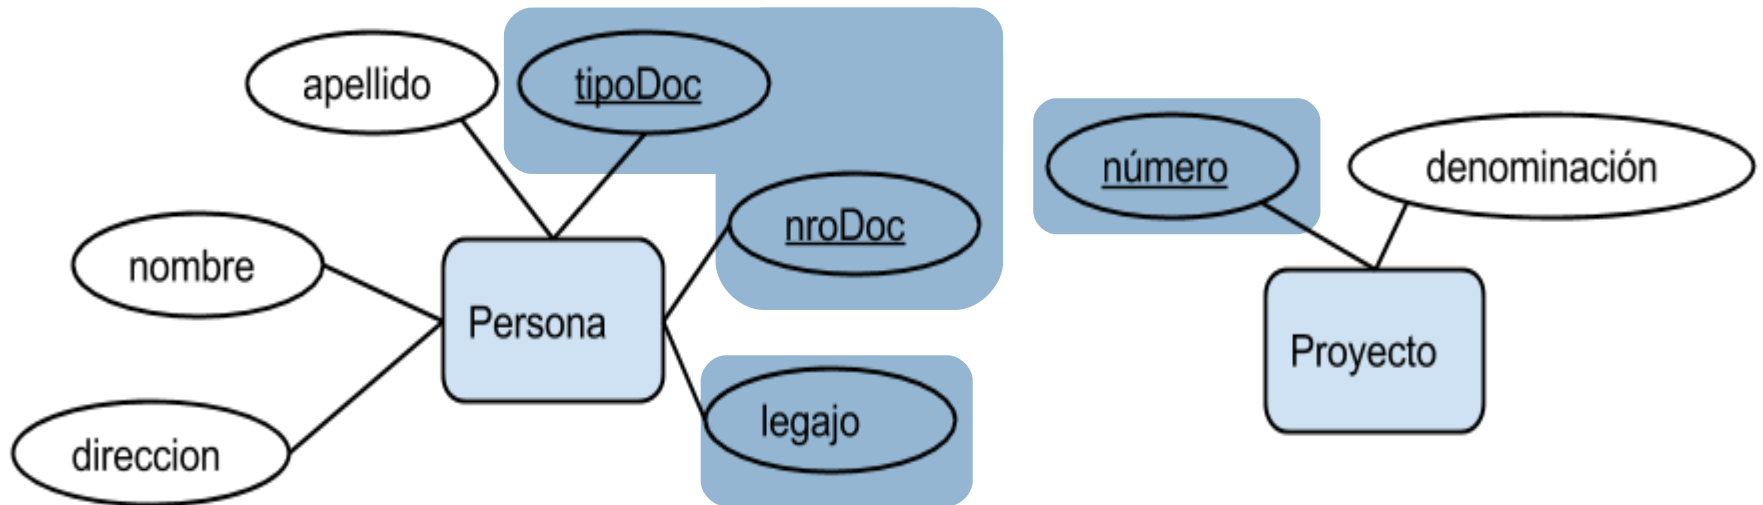 apellido
tipoDoc
número
denominación
nroDoc
nombre
Persona
Proyecto
legajo
direccion